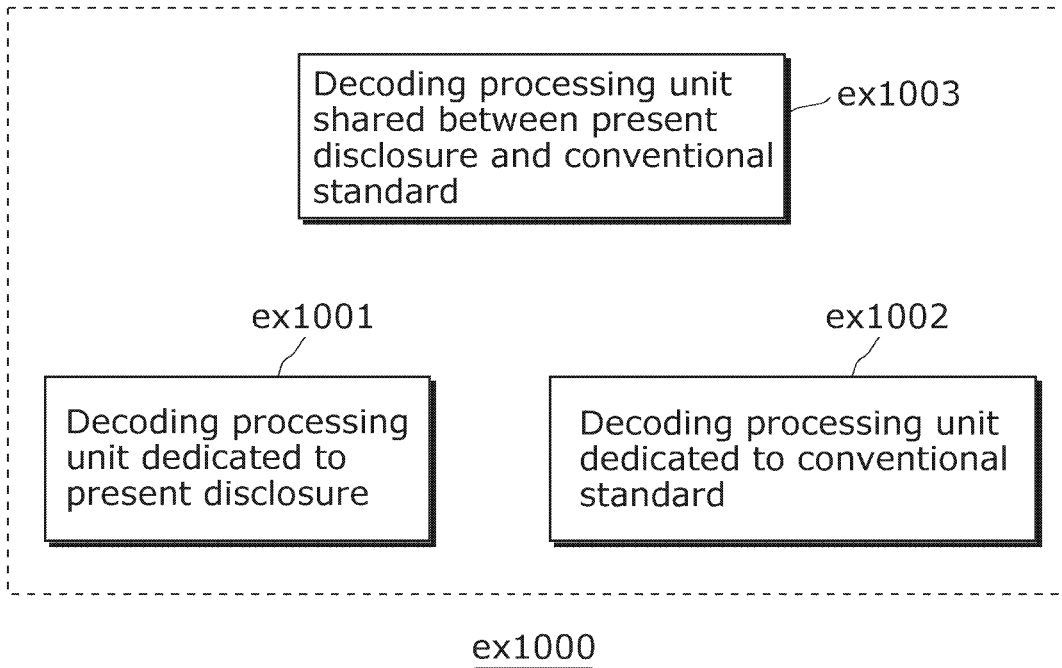 Decoding processing unit
shared between present
disclosure and conventional
standard
ex1003
ex1001
ex1002
Decoding processing
unit dedicated to
present disclosure
Decoding processing unit
dedicated to conventional
standard
ex1000